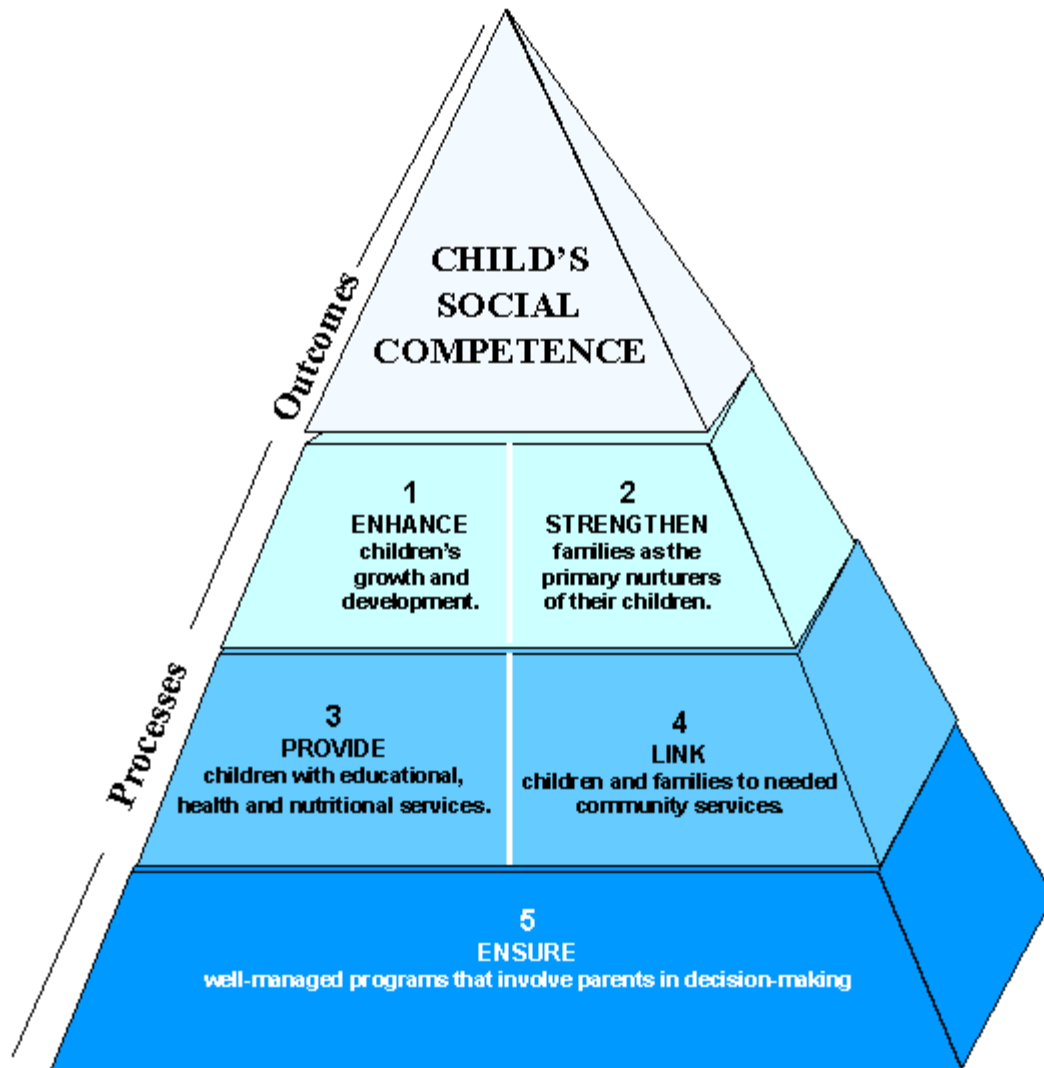 CHILD'S
SOCIAL
COMPETENCE
Outcomes
1
ENHANCE
children's
growth and
development.
2
STRENGTHEN
families as the
primary nurturers
of their children.
Processes
3
PROVIDE
children with educational,
health and nutritional services.
4
LINK
children and families to needed
community services.
5
ENSURE
well-managed programs that involve parents in decision-making